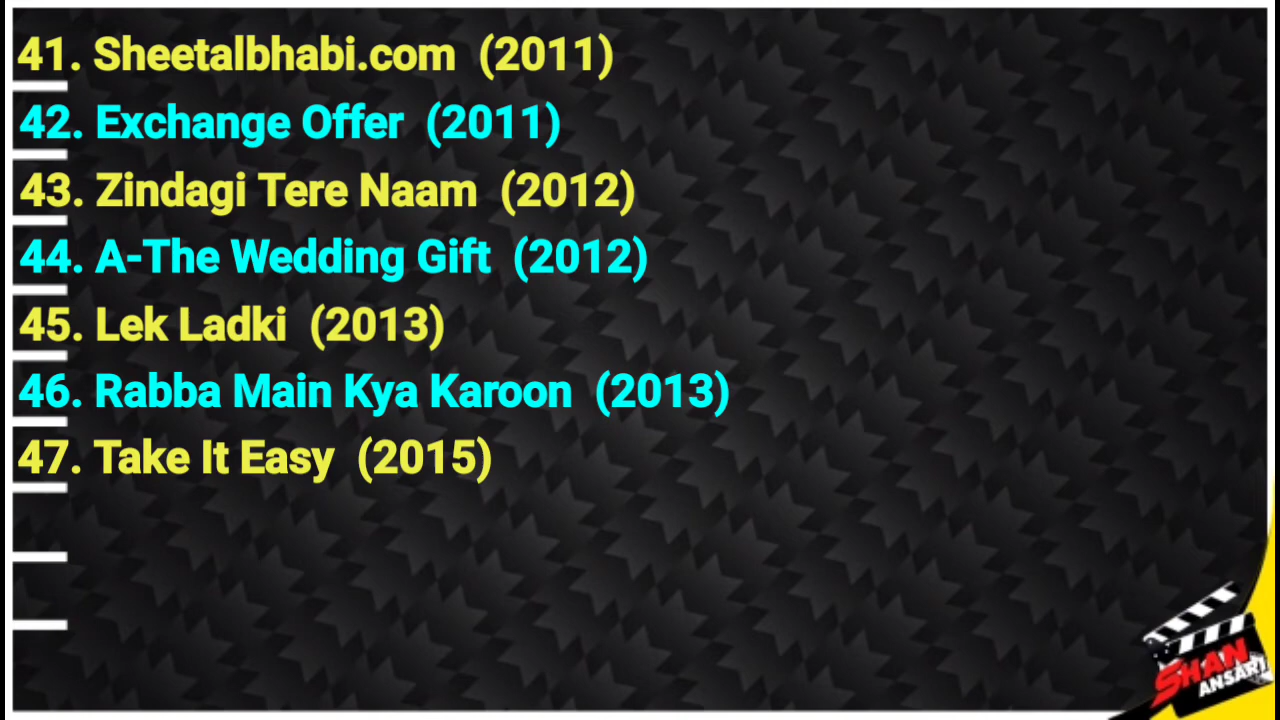 41. Sheetalbhabi.com (2011)
42. Exchange Offer (2011)
43. Zindagi Tere Naam (2012)
44. A-The Wedding Gift (2012)
45. Lek Ladki (2013)
46. Rabba Main Kya Karoon (2013)
47. Take It Easy (2015)
SHAN
ANSARI